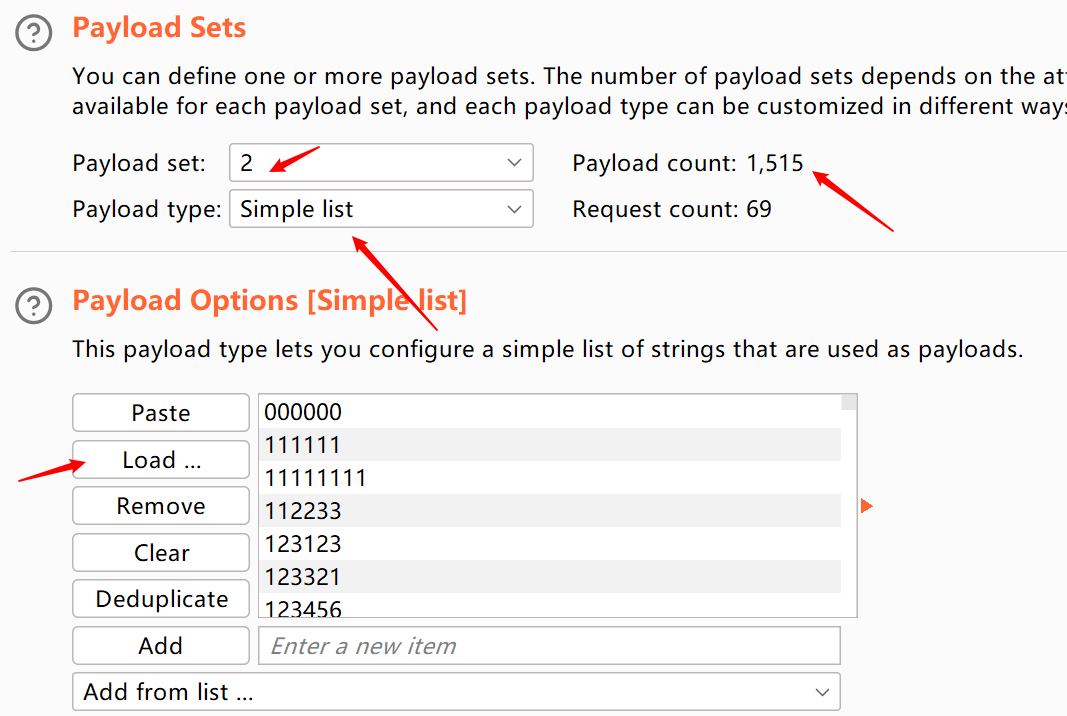 Payload Sets
You can define one or more payload sets. The number of payload sets depends on the
available for each payload set, and each payload type can be customized in different ways
Payload set: 2 Payload count: 1,515
Payload type: Simple list Request count: 69
Payload Options [Simple list]
This payload type lets you configure a simple list of strings that are used as payloads.
Paste
Load ...
Remove
Clear
Deduplicate
000000
111111
11111111
112233
123123
123321
123456
Add Enter a new item
Add from list ...